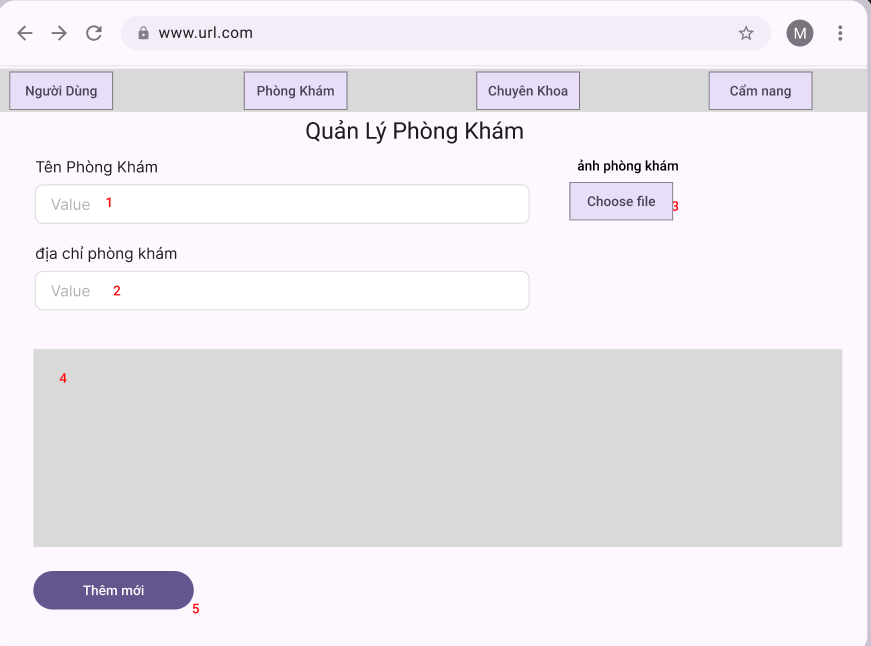 www.url.com
M
Người Dùng
Phòng Khám
Chuyên Khoa
Cẩm nang
Quản Lý Phòng Khám
Tên Phòng Khám
ảnh phòng khám
Value 1
Choose file 3
địa chỉ phòng khám
Value 2
4
Thêm mới
5